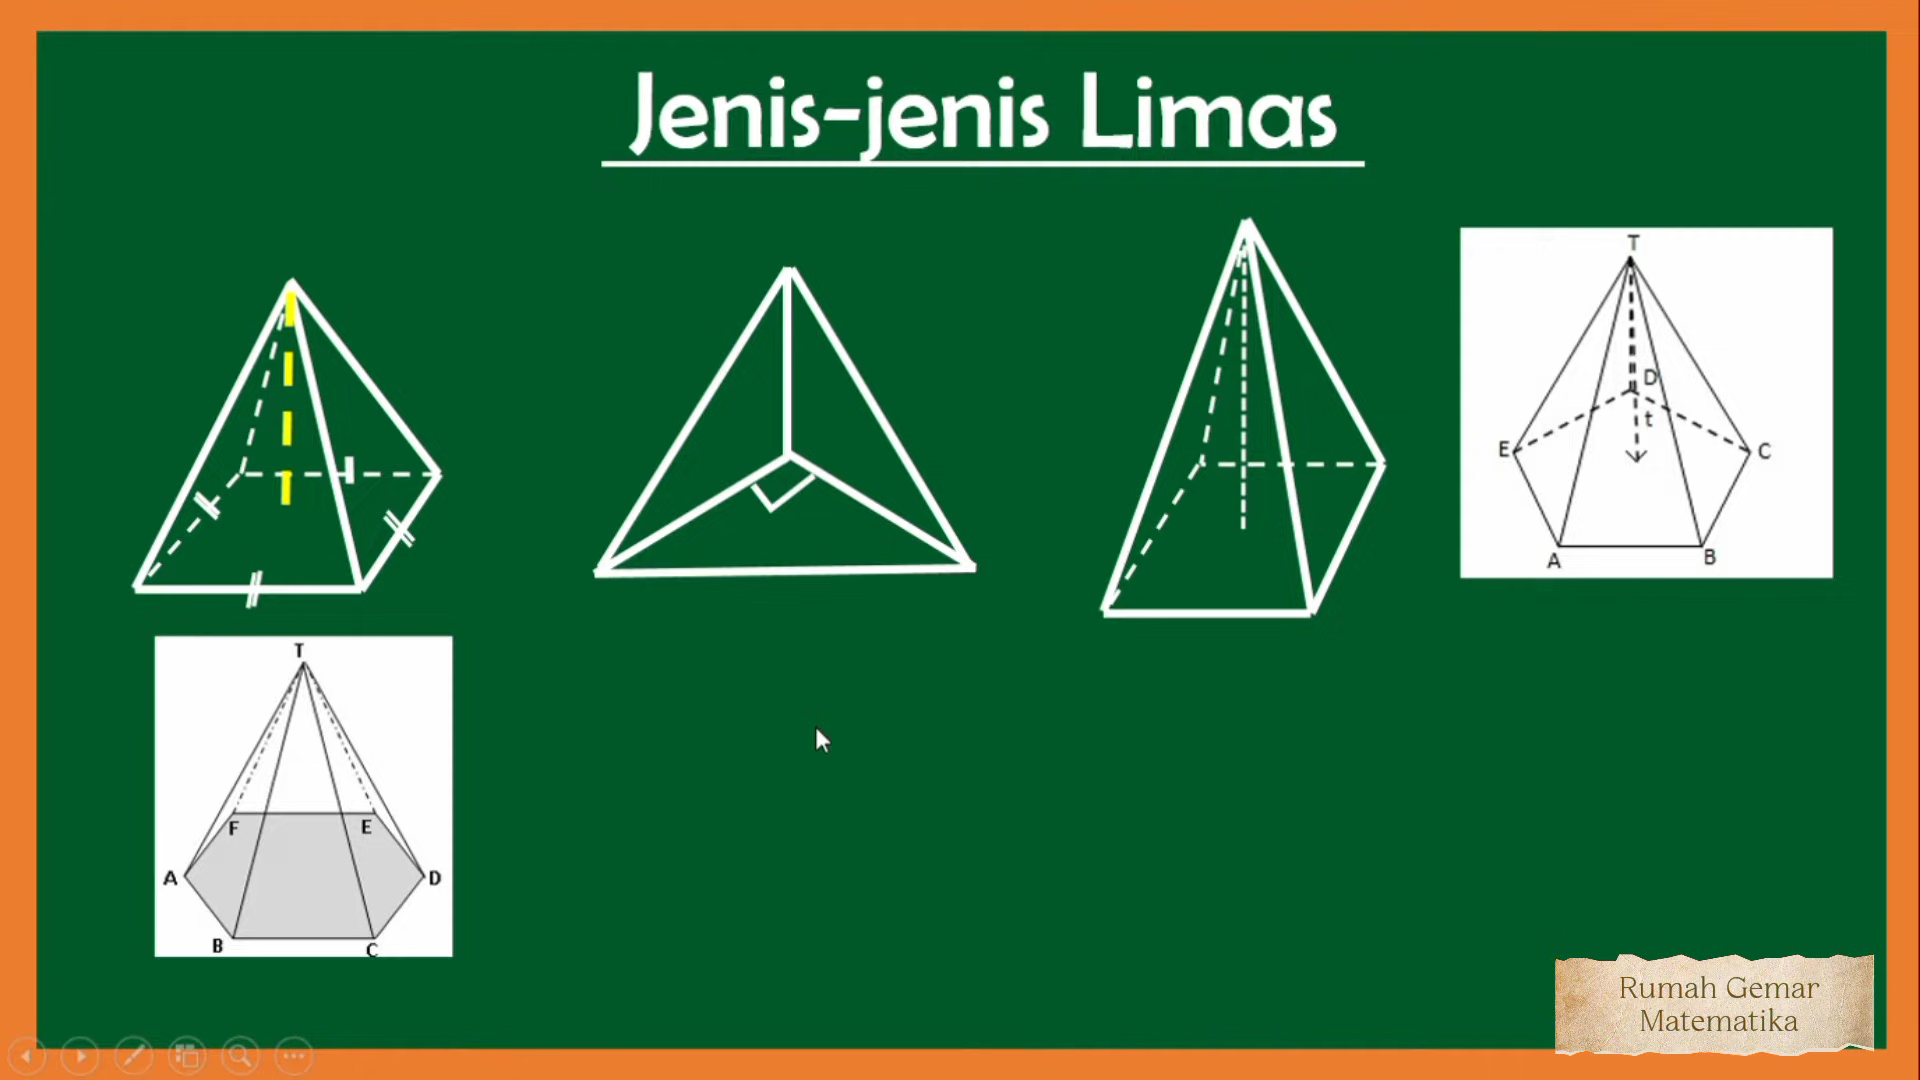 Jenis-jenis Limas
T
D
t
E
C
A
B
T
F
E
A
D
B
C
Rumah Gemar
Matematika